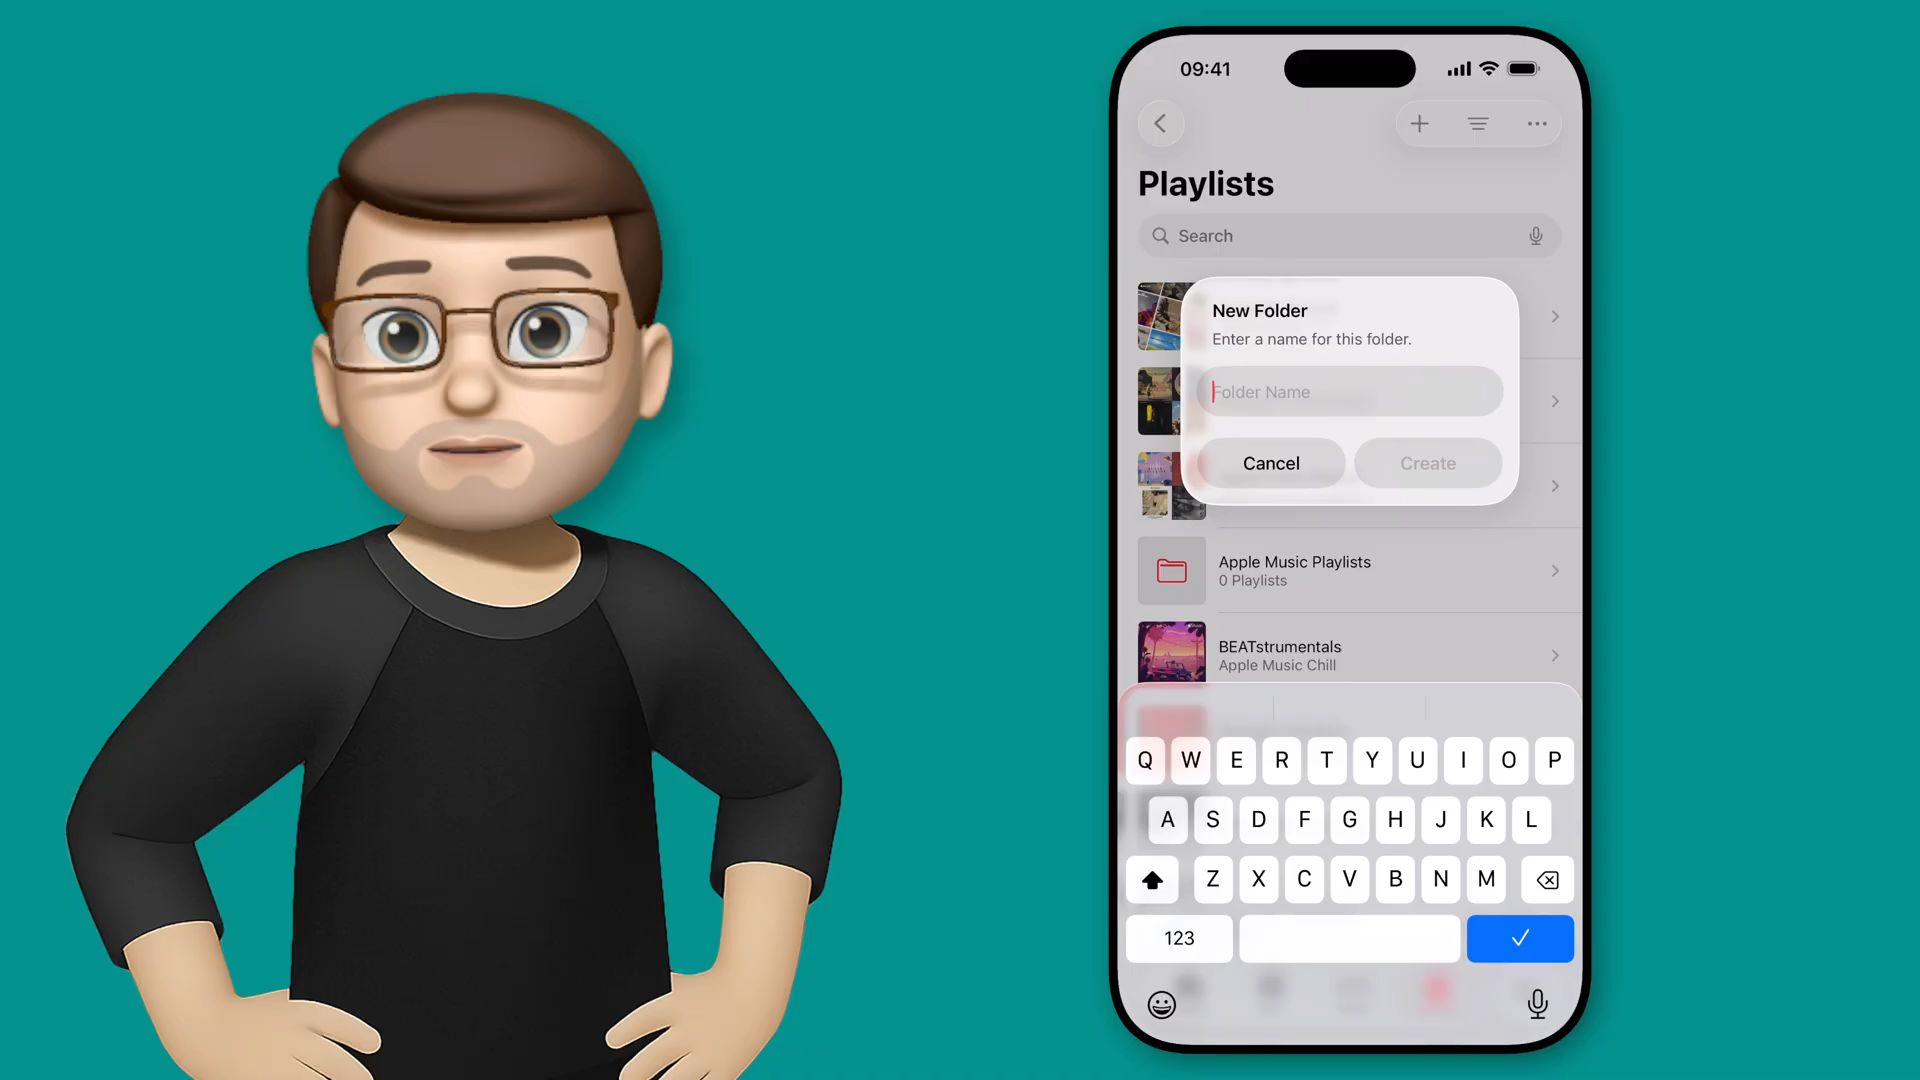 09:41
Playlists
Search
New Folder
Enter a name for this folder.
Folder Name
Cancel
Create
Apple Music Playlists
0 Playlists
BEATstrumentals
Apple Music Chill
Q W E R T Y U I O P
A S D F G H J K L
Z X C V B N M
123